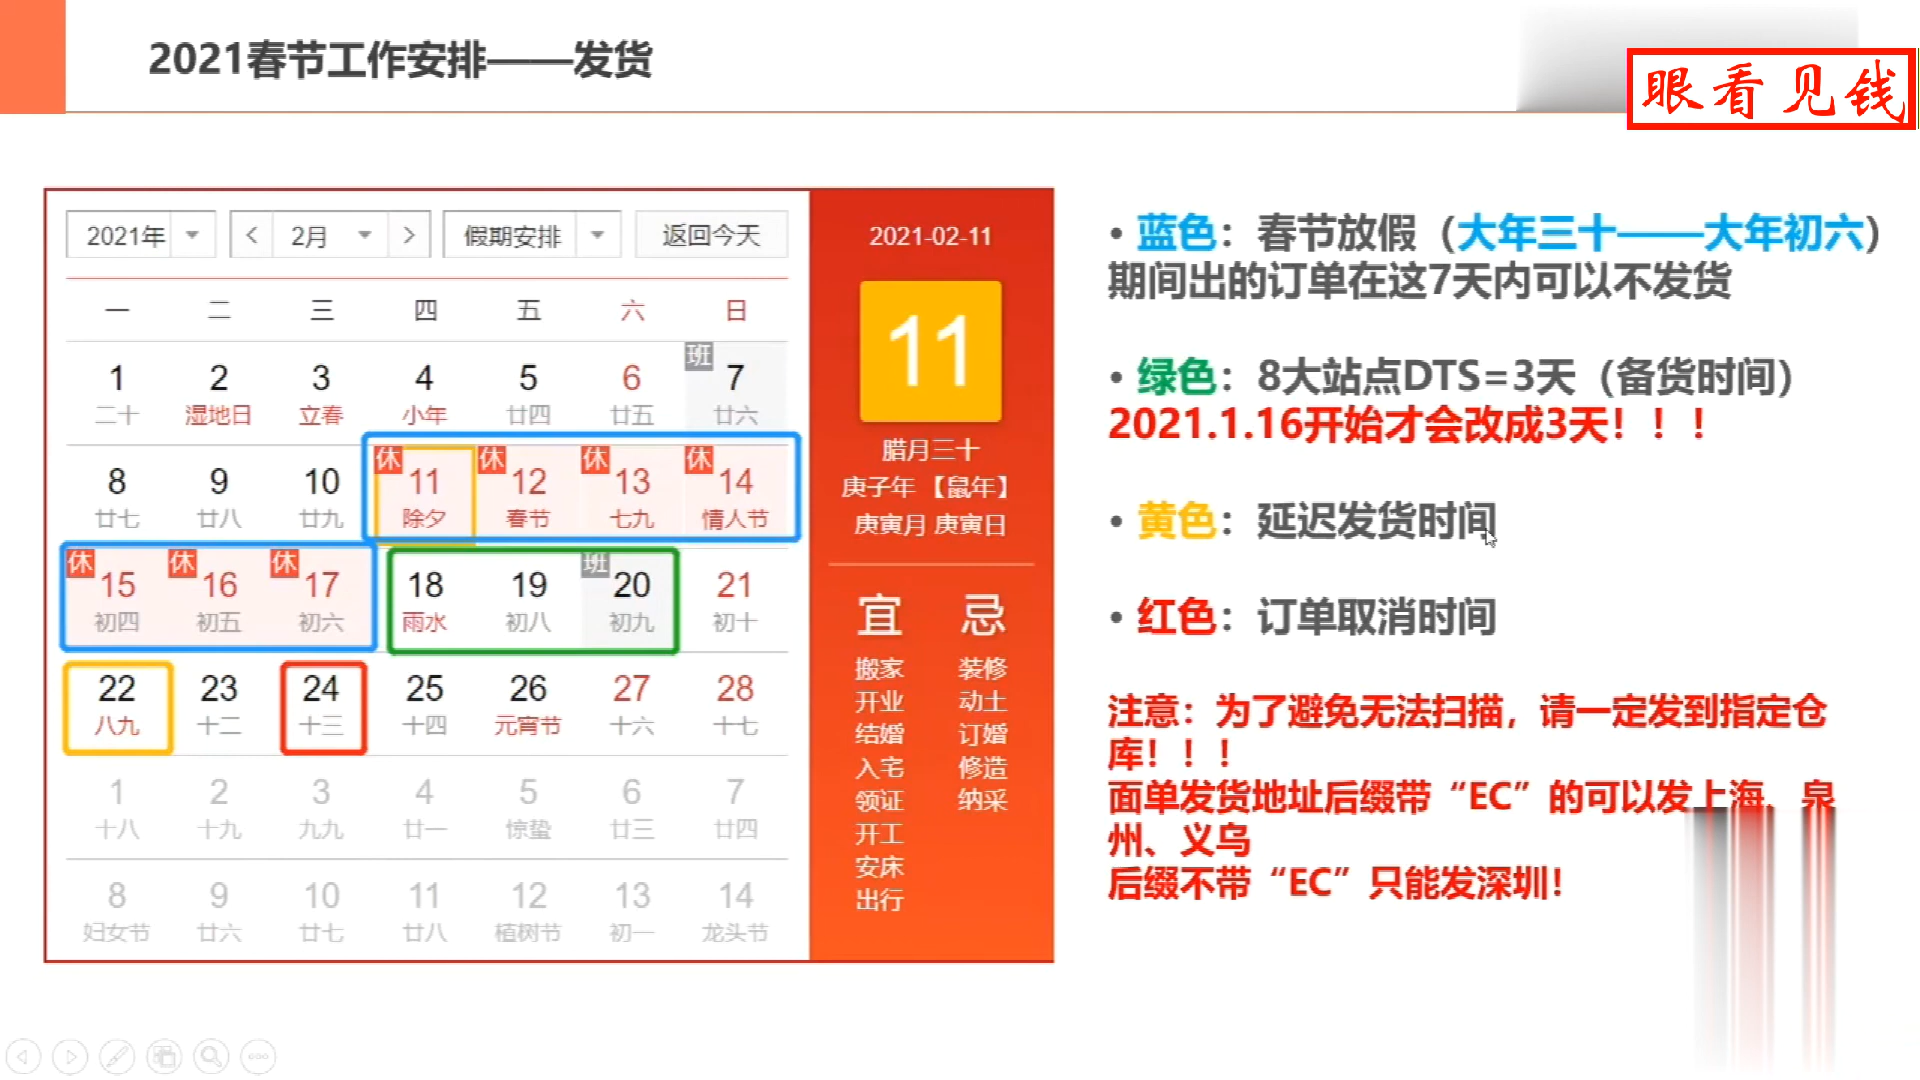 2021春节工作安排——发货
眼看见钱
2021年 2月 假期安排 返回今天
一 二 三 四 五 六 日
班
1 2 3 4 5 6 7
二十 湿地日 立春 小年 廿四 廿五 廿六
休 休 休 休
8 9 10 11 12 13 14
廿七 廿八 廿九 除夕 春节 七九 情人节
休 休 休 班
15 16 17 18 19 20 21
初四 初五 初六 雨水 初八 初九 初十
22 23 24 25 26 27 28
八九 十二 十三 十四 元宵节 十六 十七
1 2 3 4 5 6 7
十八 十九 九九 廿一 惊蛰 廿三 廿四
8 9 10 11 12 13 14
妇女节 廿六 廿七 廿八 植树节 初一 龙头节
2021-02-11
11
腊月三十
庚子年【鼠年】
庚寅月 庚寅日
宜 忌
搬家 装修
开业 动土
结婚 订婚
入宅 修造
领证 纳采
开工
安床
出行
• 蓝色：春节放假（大年三十——大年初六）
期间出的订单在这7天内可以不发货
• 绿色：8大站点DTS=3天（备货时间）
2021.1.16开始才会改成3天！！！
• 黄色：延迟发货时间
• 红色：订单取消时间
注意：为了避免无法扫描，请一定发到指定仓
库！！！
面单发货地址后缀带“EC”的可以发上海、泉
州、义乌
后缀不带“EC”只能发深圳！